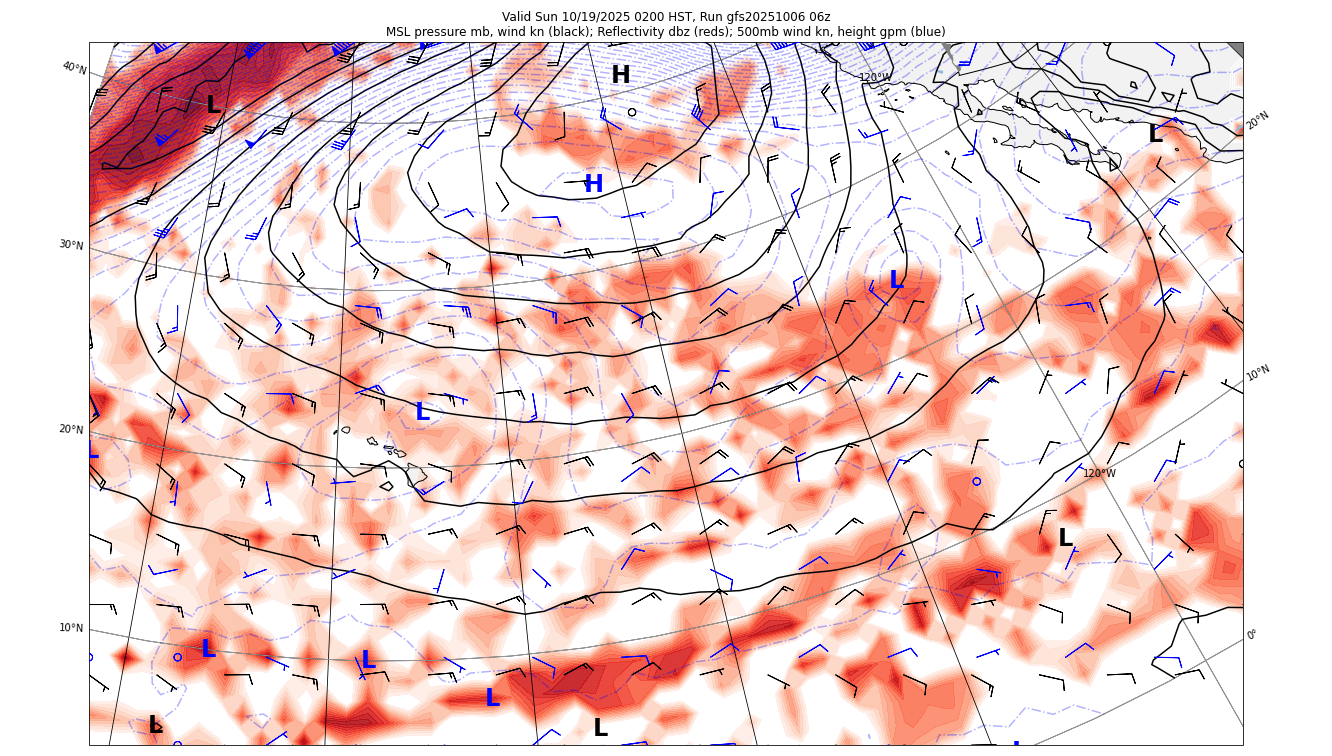 Valid Sun 10/19/2025 0200 HST, Run gfs20251006 06z
MSL pressure mb, wind kn (black); Reflectivity dbz (reds); 500mb wind kn, height gpm (blue)
40°N
H
120°W
L
20°N
L
H
30°N
L
10°N
L
20°N
L
120°W
L
10°N
0°
L
L
L
L
L